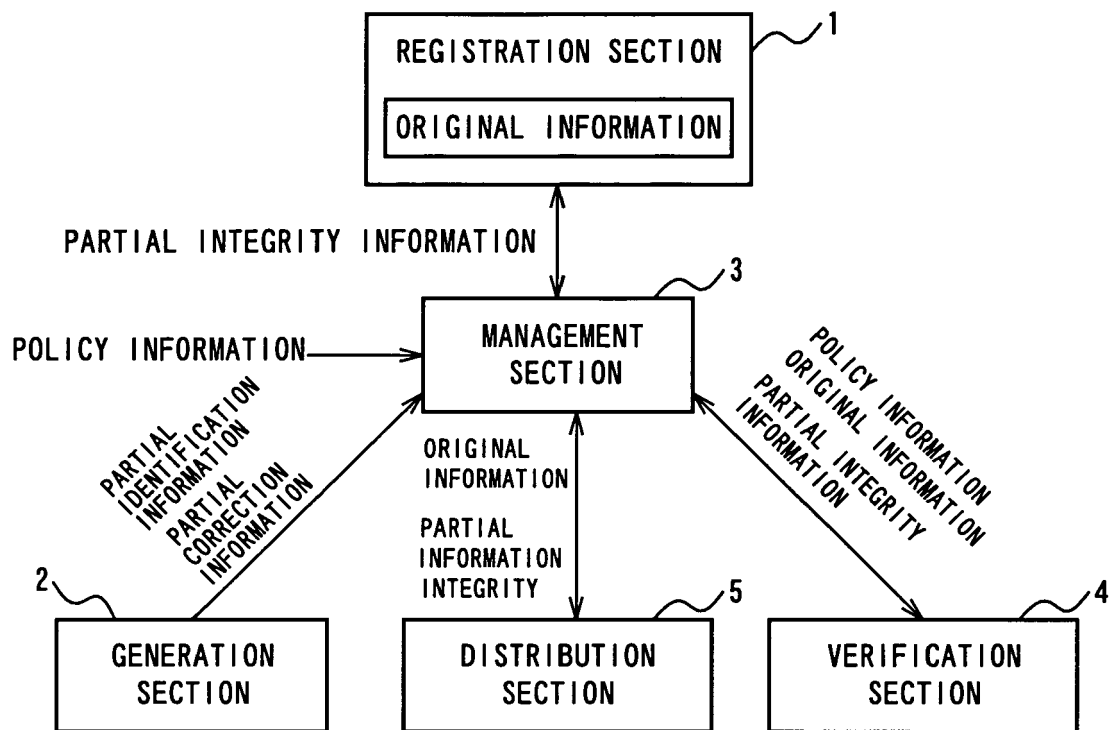 1
REGISTRATION SECTION
ORIGINAL INFORMATION
PARTIAL INTEGRITY INFORMATION
3
MANAGEMENT
SECTION
POLICY INFORMATION
PARTIAL
IDENTIFICATION
INFORMATION
PARTIAL
CORRECTION
INFORMATION
ORIGINAL
INFORMATION
PARTIAL
INFORMATION
INTEGRITY
POLICY INFORMATION
ORIGINAL INFORMATION
PARTIAL INTEGRITY
INFORMATION
2
GENERATION
SECTION
5
DISTRIBUTION
SECTION
4
VERIFICATION
SECTION